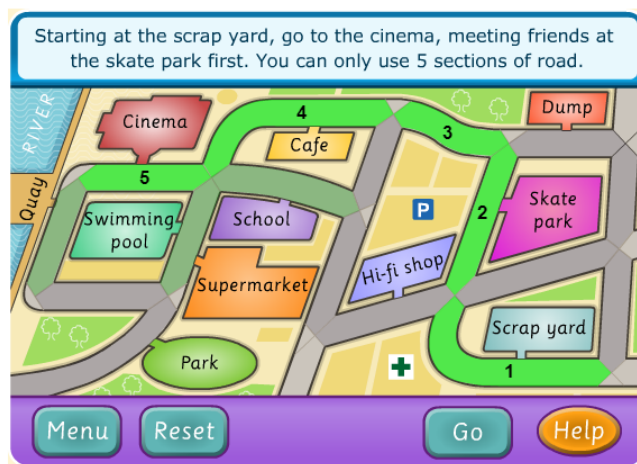 Starting at the scrap yard, go to the cinema, meeting friends at
the skate park first. You can only use 5 sections of road.
RIVER
Cinema
4
Cafe
3
Dump
5
Quay
Swimming
pool
School
P
2
Skate
park
Supermarket
Hi-fi shop
Scrap yard
Park
1
Menu
Reset
Go
Help